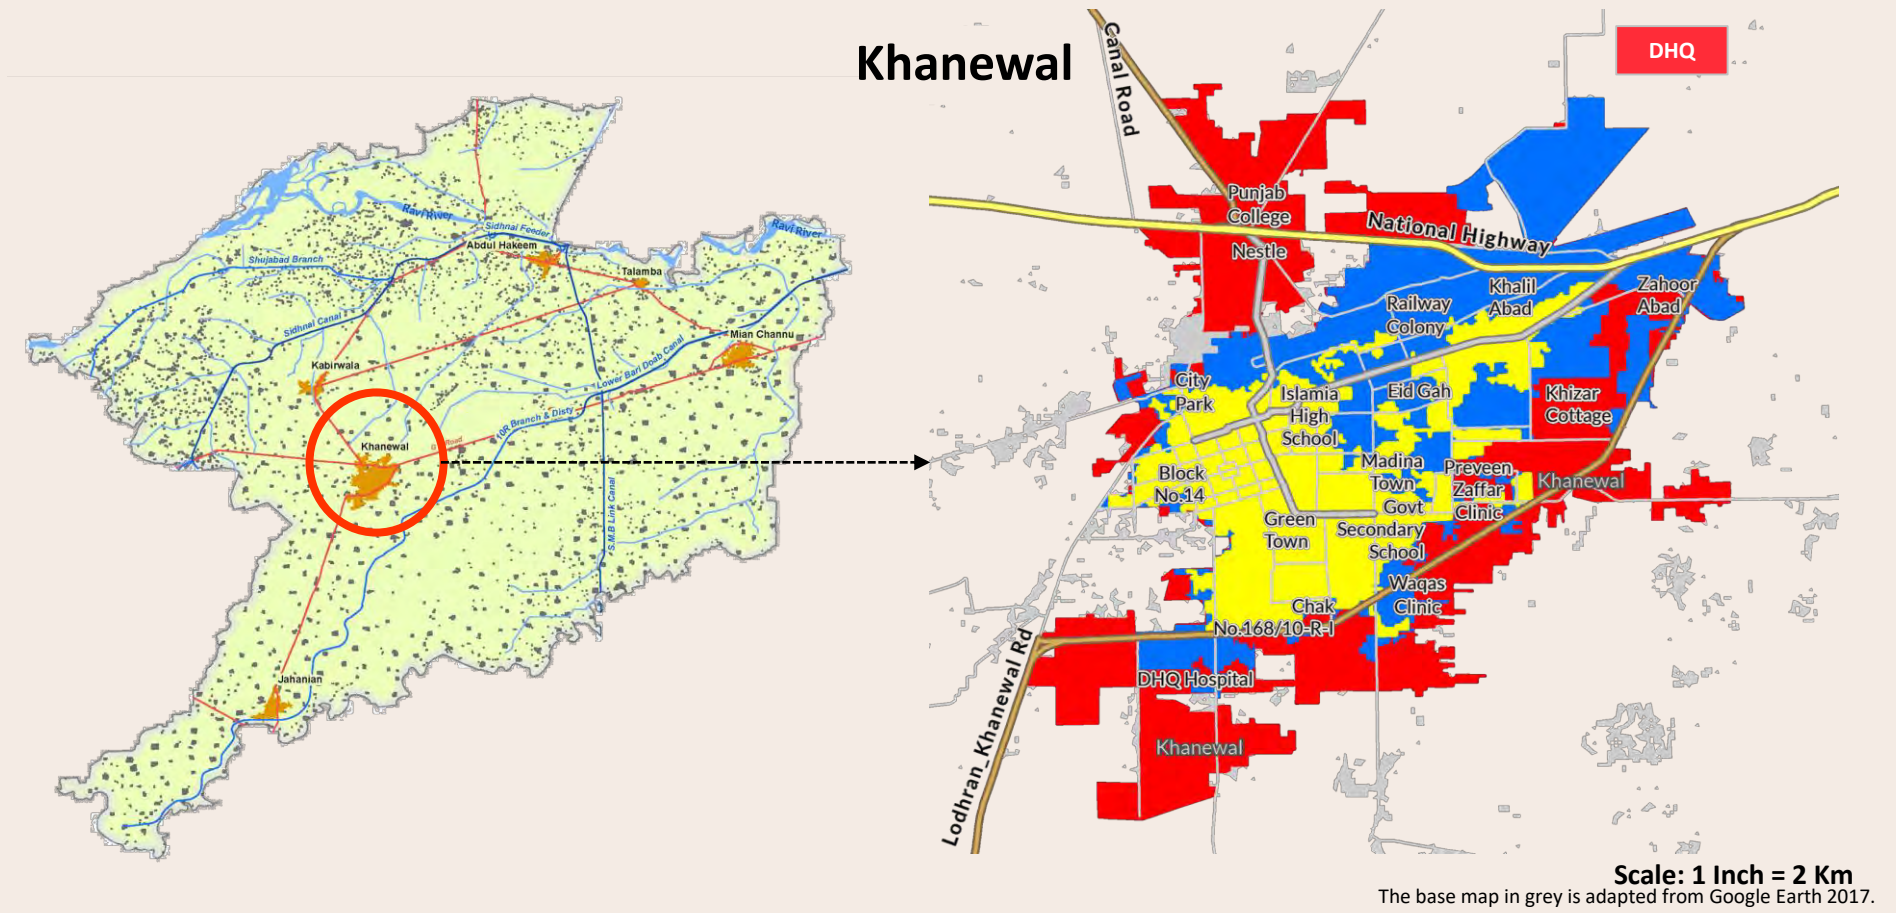 Khanewal
DHQ
Ravi River
Sidhnai Feeder
Ravi River
Abdul Hakeem
Shujabad Branch
Talamba
Sidhnai Canal
Mian Channu
Kabirwala
Lower Bari Doab Canal
10R Branch & Disty
Khanewal
Road
S.M.B Link Canal
Jahanian
Canal Road
Punjab
College
National Highway
Nestle
Khalil
Abad
Zahoor
Abad
Railway
Colony
City
Park
Islamia
High
School
Eid Gah
Khizar
Cottage
Block
No.14
Madina
Town
Preveen
Zaffar
Clinic
Khanewal
Green
Town
Govt
Secondary
School
Waqas
Clinic
Chak
No.168/10-R-I
Lodhran_Khanewal Rd
DHQ Hospital
Khanewal
Scale: 1 Inch = 2 Km
The base map in grey is adapted from Google Earth 2017.